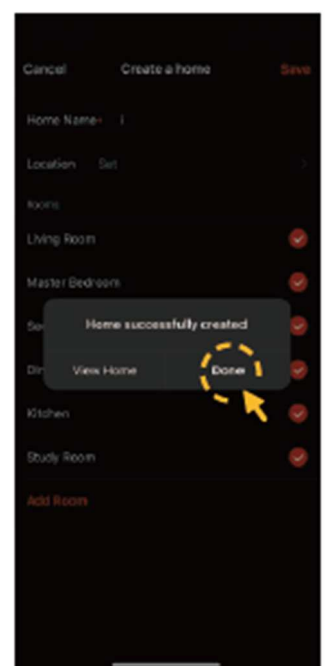 Cancel Create a home Save
Home Name* i
Location Set
Rooms
Living Room
Master Bedroom
Home successfully created
View Home Done
Kitchen
Study Room
Add Room